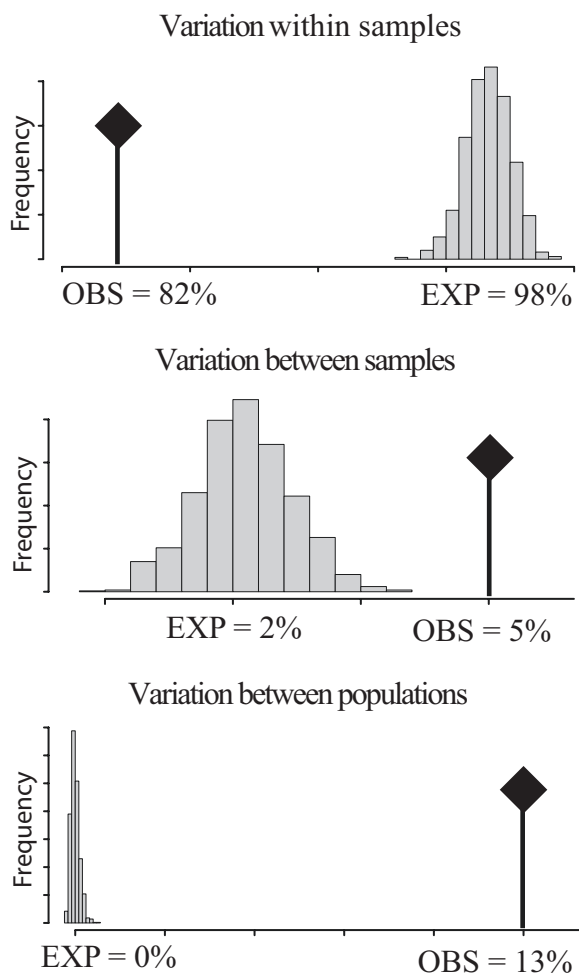 Variation within samples
Frequency
OBS = 82%
EXP = 98%
Variation between samples
Frequency
EXP = 2%
OBS = 5%
Variation between populations
Frequency
EXP = 0%
OBS = 13%